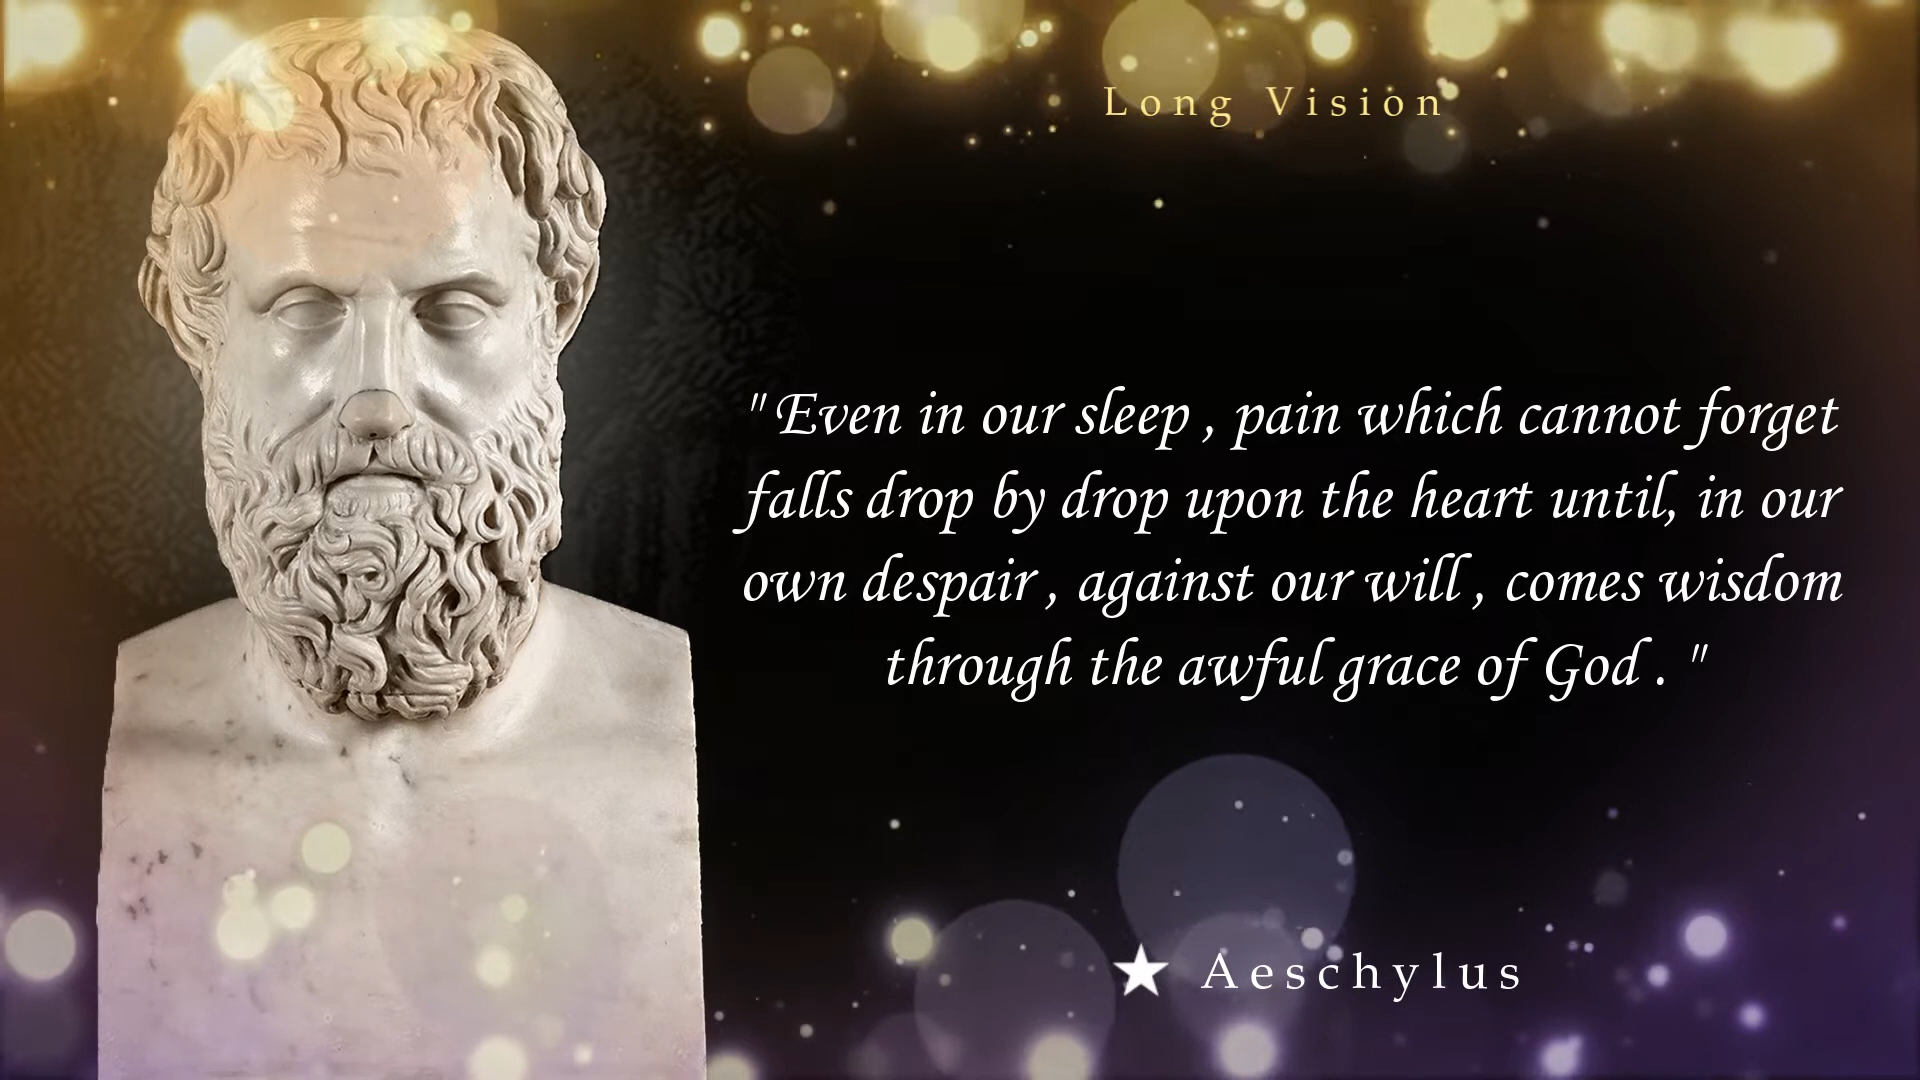 Long Vision
"Even in our sleep , pain which cannot forget
falls drop by drop upon the heart until, in our
own despair , against our will , comes wisdom
through the awful grace of God . "
★ Aeschylus